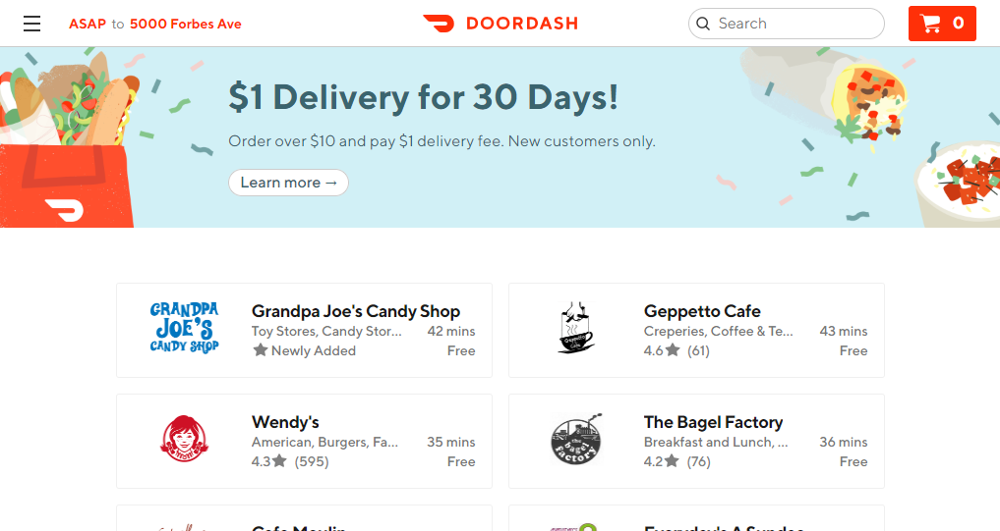 ASAP to 5000 Forbes Ave
DOORDASH
Search
0
$1 Delivery for 30 Days!
Order over $10 and pay $1 delivery fee. New customers only.
Learn more →
GRANDPA
JOE'S
CANDY SHOP
Grandpa Joe's Candy Shop
Toy Stores, Candy Stor... 42 mins
Newly Added Free
Geppetto
Cafe
Geppetto Cafe
Creperies, Coffee & Te... 43 mins
4.6 (61) Free
Wendy's
American, Burgers, Fa... 35 mins
4.3 (595) Free
the
bagel
factory
The Bagel Factory
Breakfast and Lunch, ... 36 mins
4.2 (76) Free
Cafe Moulin
Everyday's A Sundae